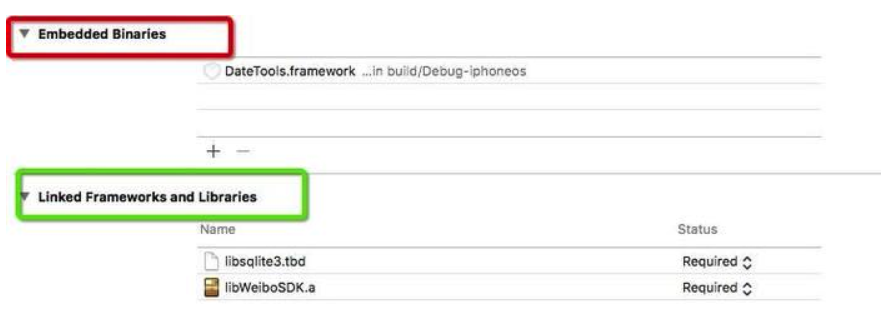 Embedded Binaries
DateTools.framework ...in build/Debug-iphoneos
+ −
Linked Frameworks and Libraries
Name Status
libsqlite3.tbd Required
libWeiboSDK.a Required